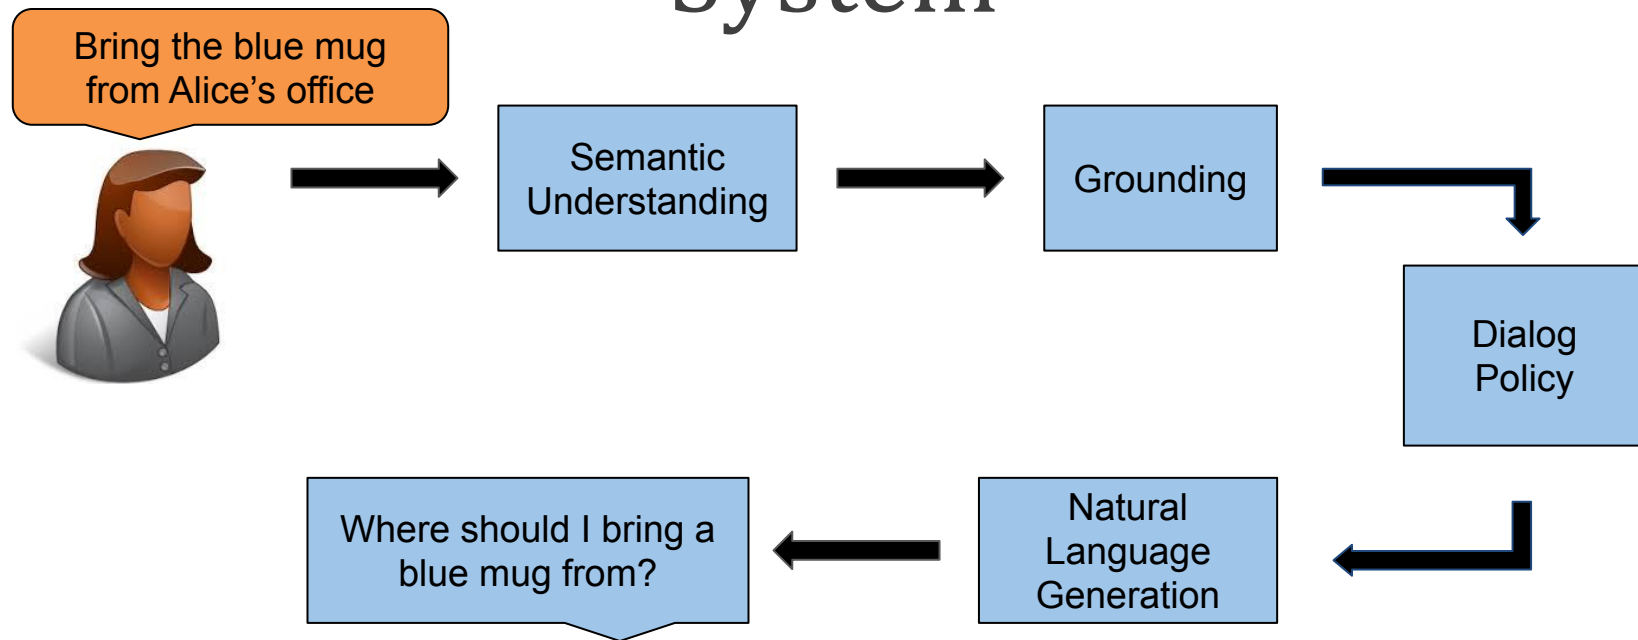 System
Bring the blue mug
from Alice’s office
Semantic
Understanding
Grounding
Dialog
Policy
Natural
Language
Generation
Where should I bring a
blue mug from?